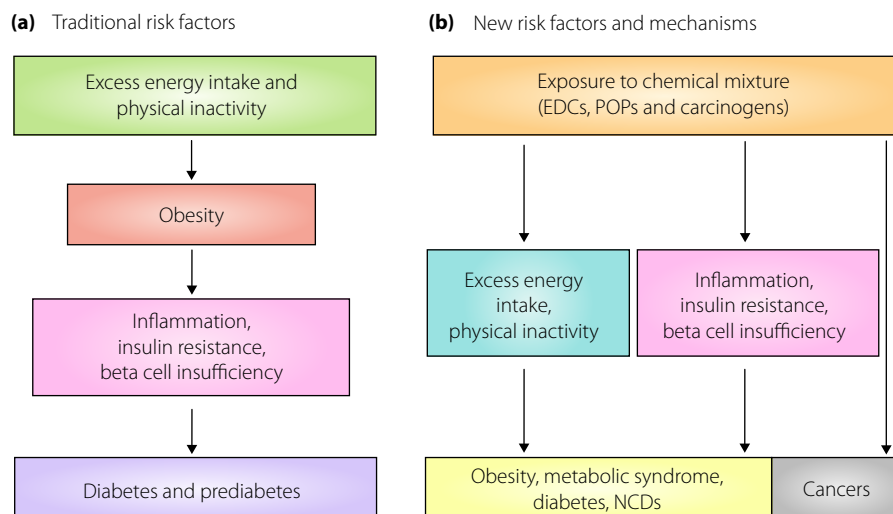 (a) Traditional risk factors
Excess energy intake and
physical inactivity
Obesity
Inflammation,
insulin resistance,
beta cell insufficiency
Diabetes and prediabetes
(b) New risk factors and mechanisms
Exposure to chemical mixture
(EDCs, POPs and carcinogens)
Excess energy
intake,
physical inactivity
Inflammation,
insulin resistance,
beta cell insufficiency
Obesity, metabolic syndrome,
diabetes, NCDs
Cancers